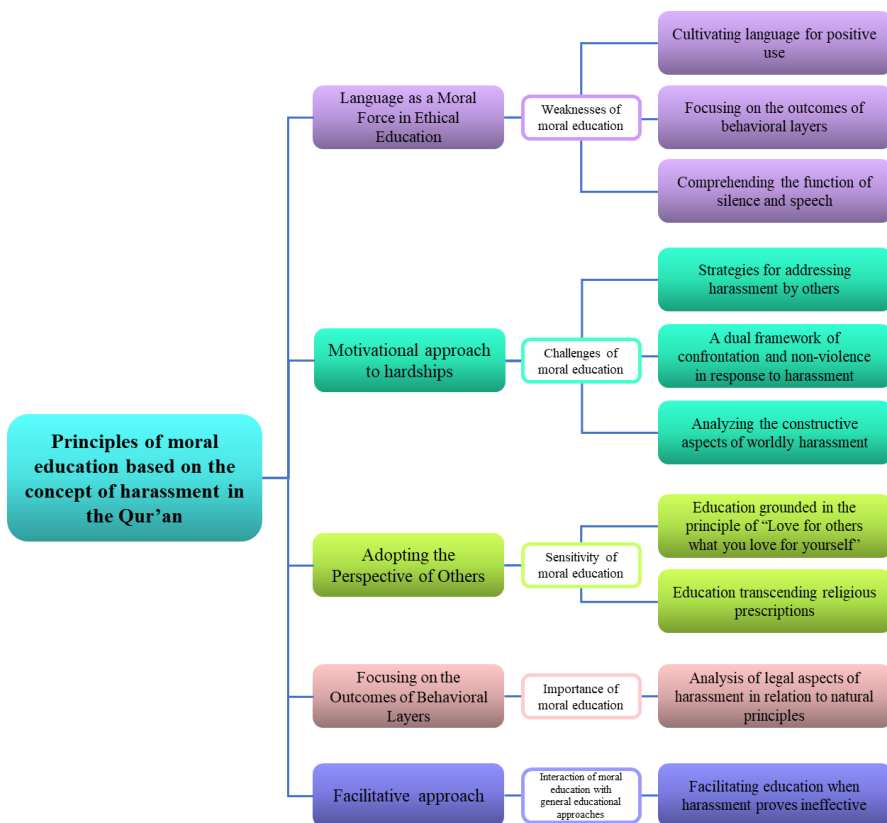 Principles of moral
education based on the
concept of harassment in
the Qur’an
Language as a Moral
Force in Ethical
Education
Weaknesses of
moral education
Cultivating language for positive
use
Focusing on the outcomes of
behavioral layers
Comprehending the function of
silence and speech
Motivational approach
to hardships
Challenges of
moral education
Strategies for addressing
harassment by others
A dual framework of
confrontation and non-violence
in response to harassment
Analyzing the constructive
aspects of worldly harassment
Adopting the
Perspective of Others
Sensitivity of
moral education
Education grounded in the
principle of “Love for others
what you love for yourself”
Education transcending religious
prescriptions
Focusing on the
Outcomes of Behavioral
Layers
Importance of
moral education
Analysis of legal aspects of
harassment in relation to natural
principles
Facilitative approach
Interaction of moral
education with
general educational
approaches
Facilitating education when
harassment proves ineffective